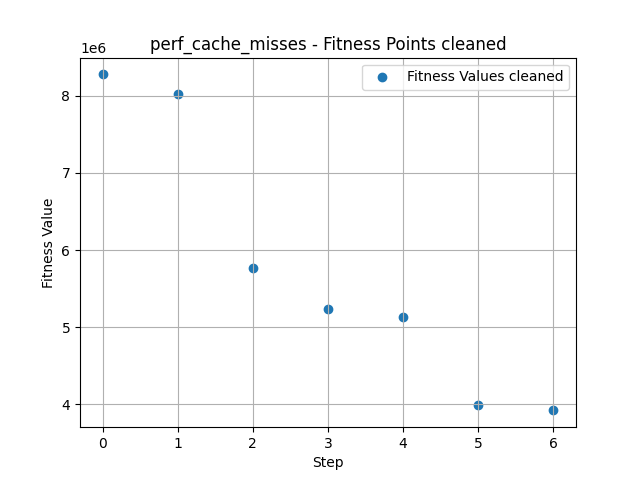 perf_cache_misses - Fitness Points cleaned
1e6
Fitness Values cleaned
8
7
6
5
4
Fitness Value
0 1 2 3 4 5 6
Step